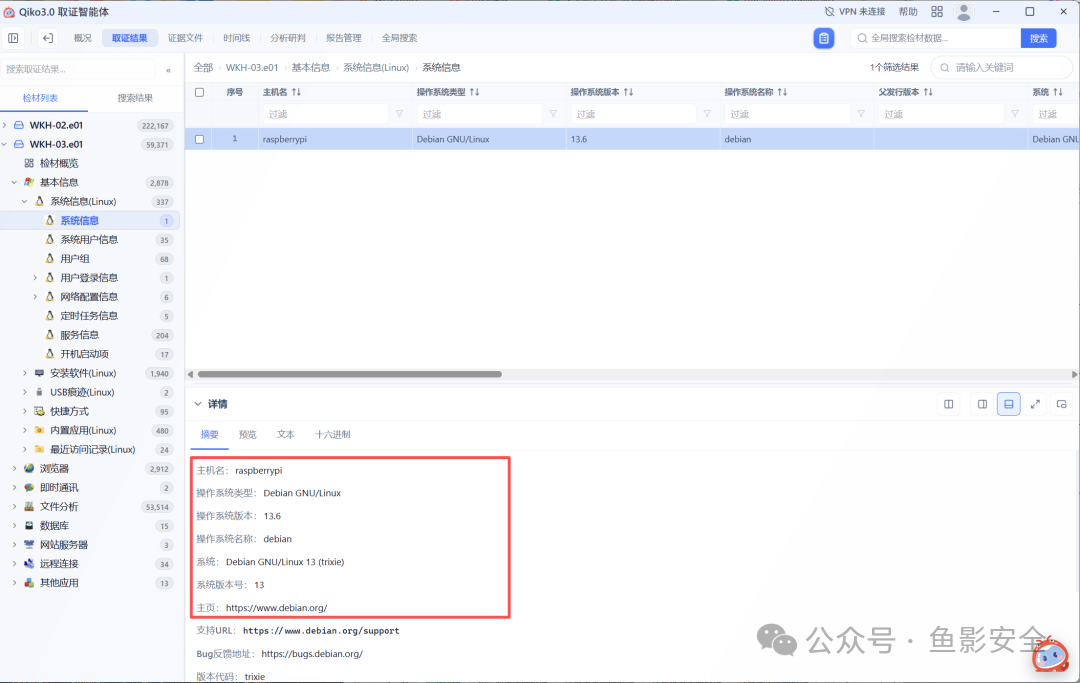 Qiko3.0 取证智能体
VPN 未连接 帮助
概况 取证结果 证据文件 时间线 分析研判 报告管理 全局搜索
全局搜索检材数据... 搜索
搜索取证结果... «
检材列表 搜索结果
WKH-02.e01 222,167
WKH-03.e01 59,371
检材概览
基本信息 2,878
系统信息(Linux) 337
系统信息 1
系统用户信息 35
用户组 68
用户登录信息 1
网络配置信息 6
定时任务信息 5
服务信息 204
开机启动项 17
安装软件(Linux) 1,940
USB痕迹(Linux) 2
快捷方式 95
内置应用(Linux) 480
最近访问记录(Linux) 24
浏览器 2,912
即时通讯 2
文件分析 53,514
数据库 15
网站服务器 3
远程连接 34
其他应用 13
全部 › WKH-03.e01 › 基本信息 › 系统信息(Linux) › 系统信息
1个筛选结果 请输入关键词
序号 主机名 ↑↓ 操作系统类型 ↑↓ 操作系统版本 ↑↓ 操作系统名称 ↑↓ 父发行版本 ↑↓ 系统 ↑↓
过滤 过滤 过滤 过滤 过滤 过滤
1 raspberrypi Debian GNU/Linux 13.6 debian Debian GNU
详情
摘要 预览 文本 十六进制
主机名: raspberrypi
操作系统类型: Debian GNU/Linux
操作系统版本: 13.6
操作系统名称: debian
系统: Debian GNU/Linux 13 (trixie)
系统版本号: 13
主页: https://www.debian.org/
支持URL: https://www.debian.org/support
Bug反馈地址: https://bugs.debian.org/
版本代码: trixie
公众号 · 鱼影安全